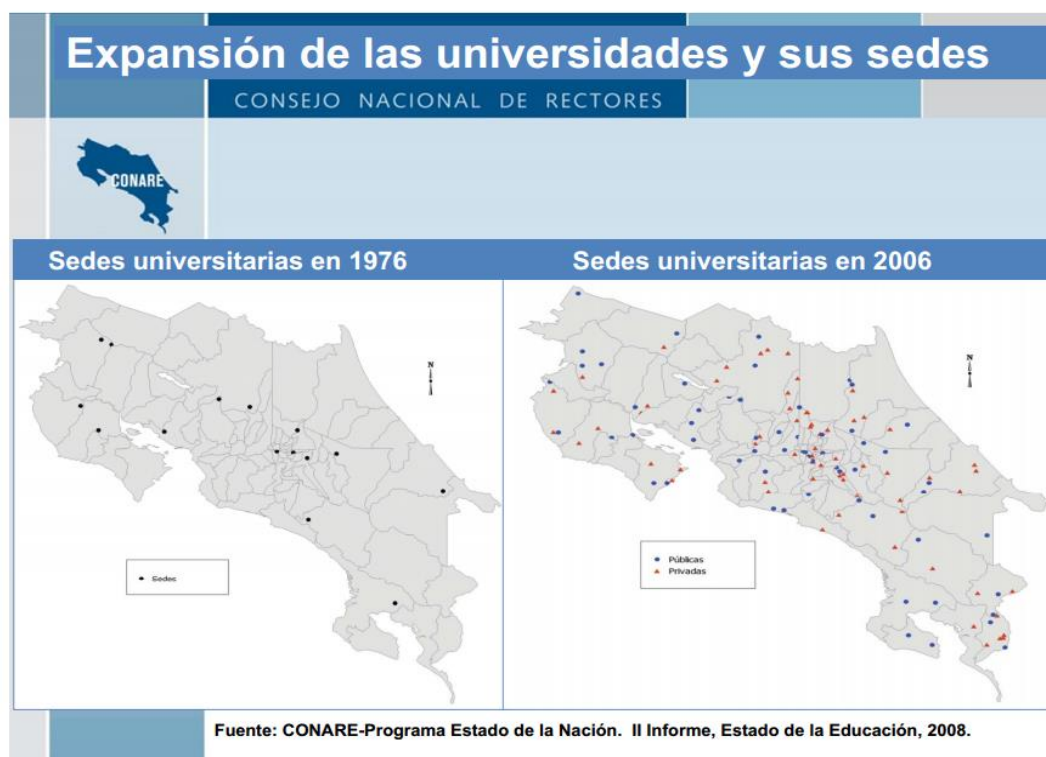 Expansión de las universidades y sus sedes
CONSEJO NACIONAL DE RECTORES
CONARE
Sedes universitarias en 1976
Sedes universitarias en 2006
N
N
Sedes
Públicas
Privadas
Fuente: CONARE-Programa Estado de la Nación. II Informe, Estado de la Educación, 2008.